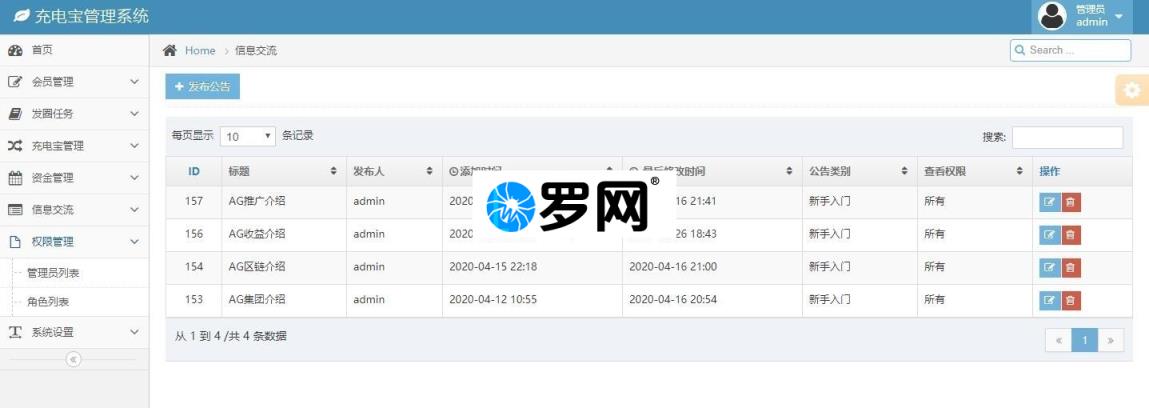 充电宝管理系统
管理员
admin
首页
会员管理
发圈任务
充电宝管理
资金管理
信息交流
权限管理
管理员列表
角色列表
系统设置
Home > 信息交流
Search ...
发布公告
每页显示 10 条记录
搜索:
ID 标题 发布人 添加时间 最后修改时间 公告类别 查看权限 操作
157 AG推广介绍 admin 2020 16 21:41 新手入门 所有
156 AG收益介绍 admin 2020 26 18:43 新手入门 所有
154 AG区链介绍 admin 2020-04-15 22:18 2020-04-16 21:00 新手入门 所有
153 AG集团介绍 admin 2020-04-12 10:55 2020-04-16 20:54 新手入门 所有
罗网®
从 1 到 4 /共 4 条数据
« 1 »